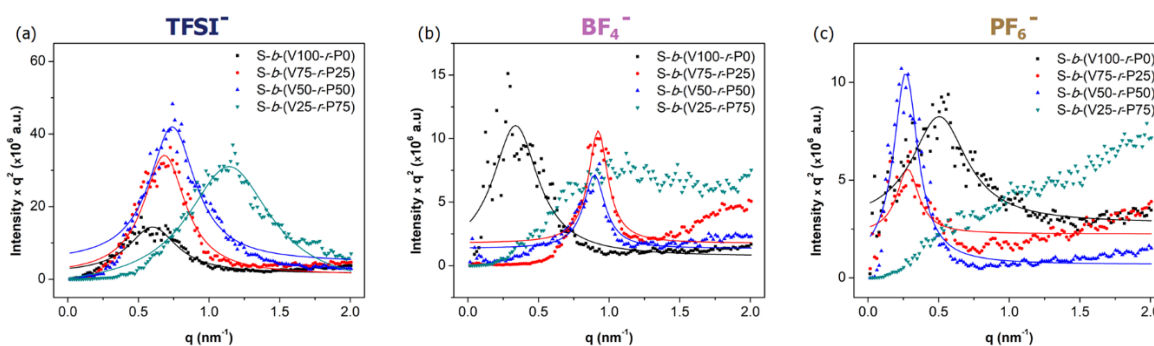 (a)
TFSI⁻
S-b-(V100-r-P0)
S-b-(V75-r-P25)
S-b-(V50-r-P50)
S-b-(V25-r-P75)
Intensity x q² (x10⁶ a.u.)
60
40
20
0
0.0 0.5 1.0 1.5 2.0
q (nm⁻¹)
(b)
BF₄⁻
S-b-(V100-r-P0)
S-b-(V75-r-P25)
S-b-(V50-r-P50)
S-b-(V25-r-P75)
Intensity x q² (x10⁶ a.u)
15
10
5
0
0.0 0.5 1.0 1.5 2.0
q (nm⁻¹)
(c)
PF₆⁻
S-b-(V100-r-P0)
S-b-(V75-r-P25)
S-b-(V50-r-P50)
S-b-(V25-r-P75)
Intensity x q² (x10⁶ a.u.)
10
5
0
0.0 0.5 1.0 1.5 2.0
q (nm⁻¹)